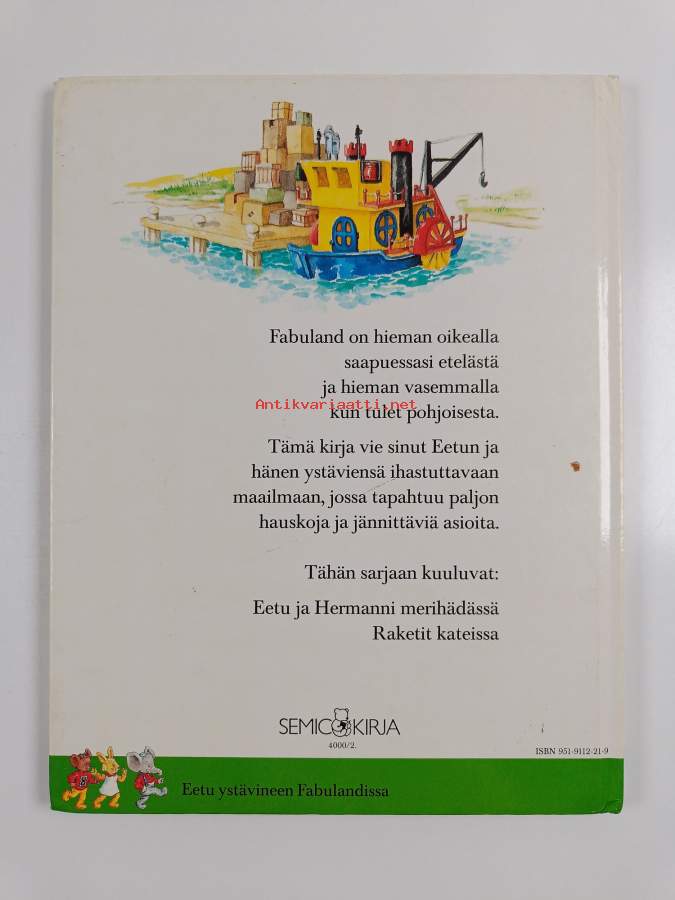 Fabuland on hieman oikealla
saapuessasi etelästä
ja hieman vasemmalla
Antikvariaatti.net
kun tulet pohjoisesta.
Tämä kirja vie sinut Eetun ja
hänen ystäviensä ihastuttavaan
maailmaan, jossa tapahtuu paljon
hauskoja ja jännittäviä asioita.
Tähän sarjaan kuuluvat:
Eetu ja Hermanni merihädässä
Raketit kateissa
SEMIC KIRJA
4000/2.
ISBN 951-9112-21-9
Eetu ystävineen Fabulandissa